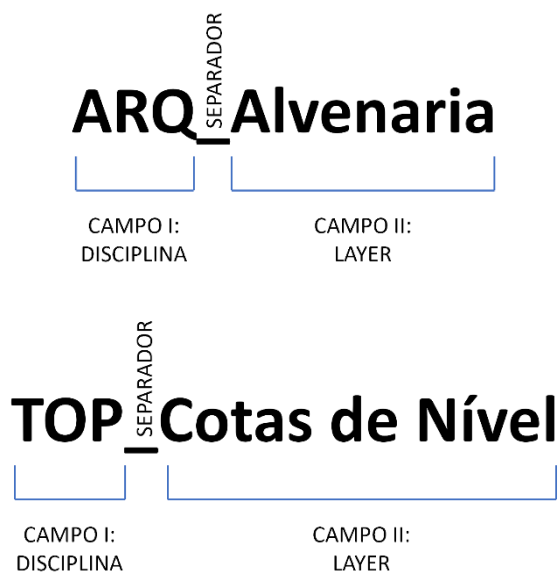 SEPARADOR
ARQ_Alvenaria
CAMPO I:
DISCIPLINA
CAMPO II:
LAYER
SEPARADOR
TOP_Cotas de Nível
CAMPO I:
DISCIPLINA
CAMPO II:
LAYER